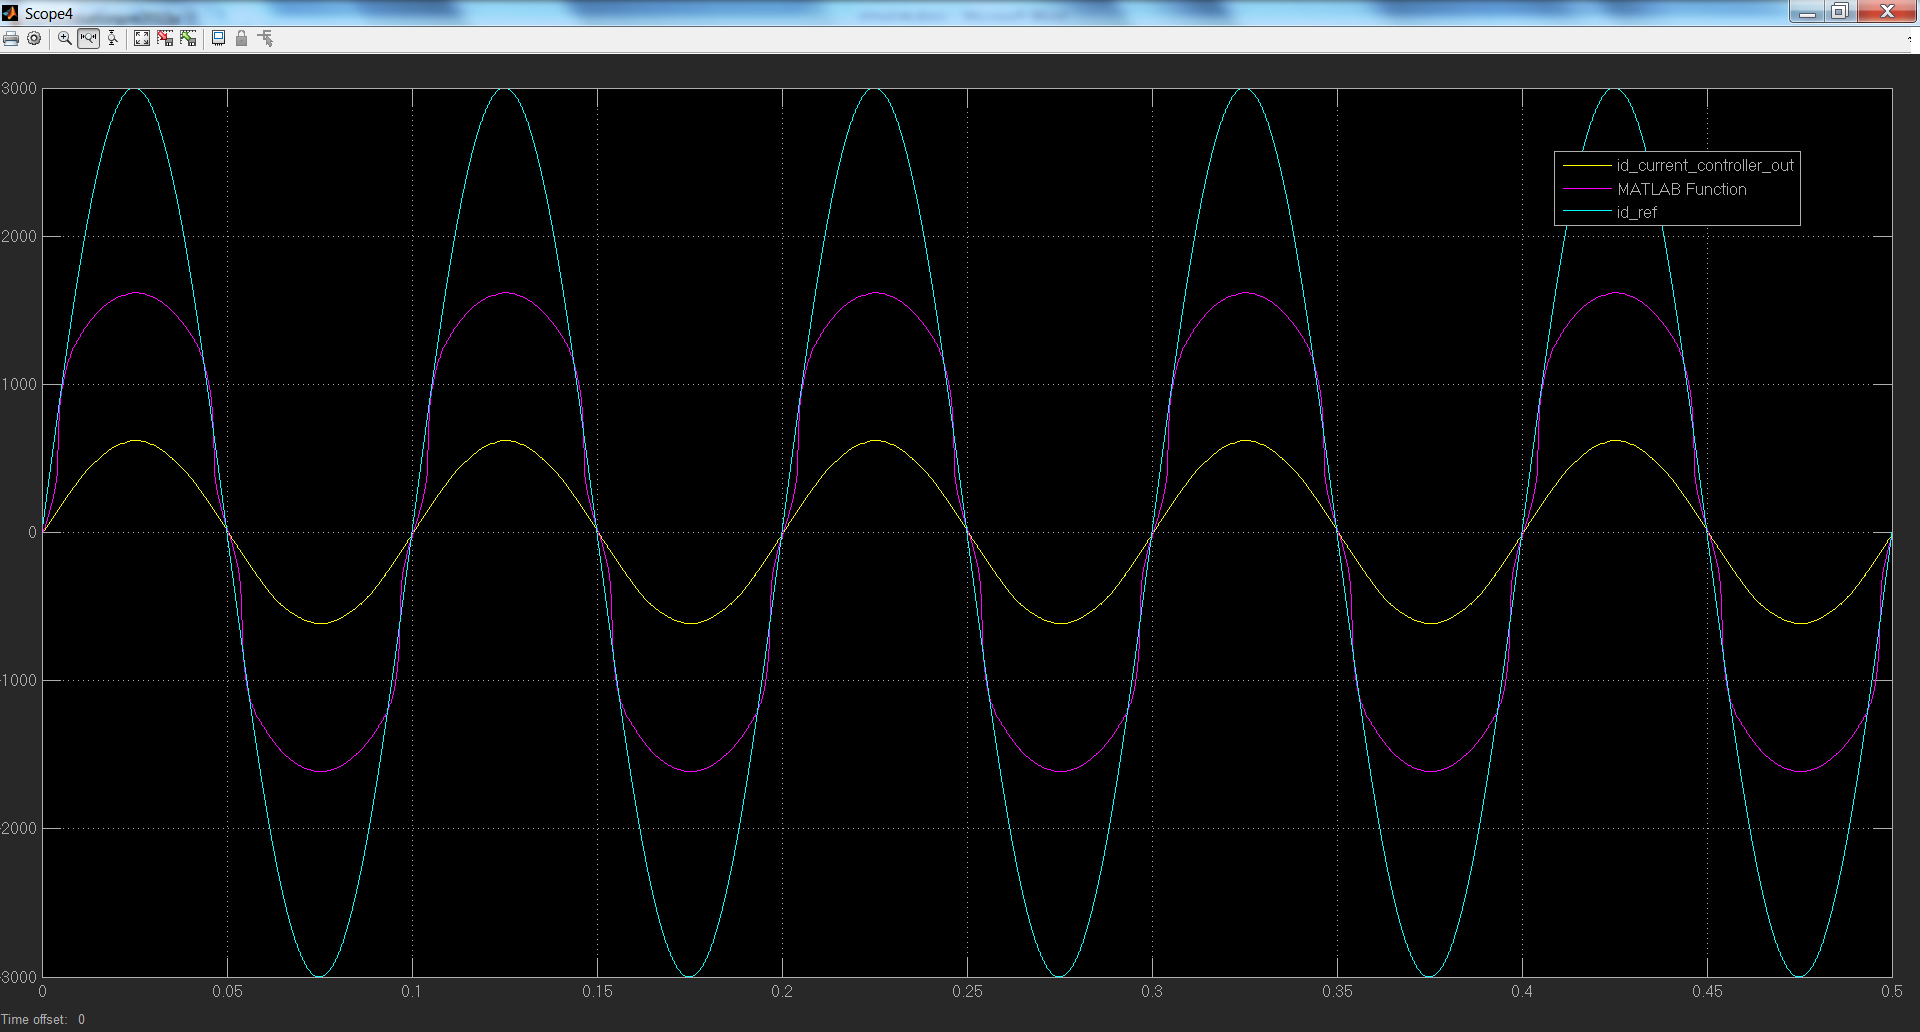 Scope4
3000
2000
1000
0
-1000
-2000
-3000
id_current_controller_out
MATLAB Function
id_ref
0 0.05 0.1 0.15 0.2 0.25 0.3 0.35 0.4 0.45 0.5
Time offset: 0